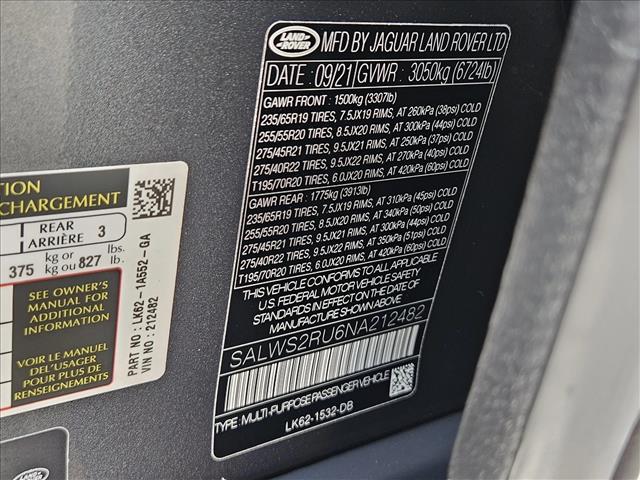 LAND ROVER
MFD BY JAGUAR LAND ROVER LTD
DATE : 09/21 GVWR : 3050kg (6724lb)
GAWR FRONT : 1500kg (3307lb)
235/65R19 TIRES, 7.5JX19 RIMS, AT 260kPa (38psi) COLD
255/55R20 TIRES, 8.5JX20 RIMS, AT 300kPa (44psi) COLD
275/45R21 TIRES, 9.5JX21 RIMS, AT 250kPa (37psi) COLD
275/40R22 TIRES, 9.5JX22 RIMS, AT 270kPa (40psi) COLD
T195/70R20 TIRES, 6.0JX20 RIMS, AT 420kPa (60psi) COLD
GAWR REAR : 1775kg (3913lb)
235/65R19 TIRES, 7.5JX19 RIMS, AT 310kPa (45psi) COLD
255/55R20 TIRES, 8.5JX20 RIMS, AT 340kPa (50psi) COLD
275/45R21 TIRES, 9.5JX21 RIMS, AT 300kPa (44psi) COLD
275/40R22 TIRES, 9.5JX22 RIMS, AT 350kPa (51psi) COLD
T195/70R20 TIRES, 6.0JX20 RIMS, AT 420kPa (60psi) COLD
THIS VEHICLE CONFORMS TO ALL APPLICABLE
U.S. FEDERAL MOTOR VEHICLE SAFETY
STANDARDS IN EFFECT ON THE DATE OF
MANUFACTURE SHOWN ABOVE
SALWS2RU6NA212482
TYPE: MULTI-PURPOSE PASSENGER VEHICLE
LK62-1532-DB
CHARGEMENT
REAR
ARRIÈRE 3
375 kg or
kg ou 827 lbs.
lb.
SEE OWNER'S
MANUAL FOR
ADDITIONAL
INFORMATION
VOIR LE MANUEL
DE L'USAGER
POUR PLUS DE
RENSEIGNEMENTS
PART NO: LK62-1A552-GA
VIN NO: 212482
LAND ROVER